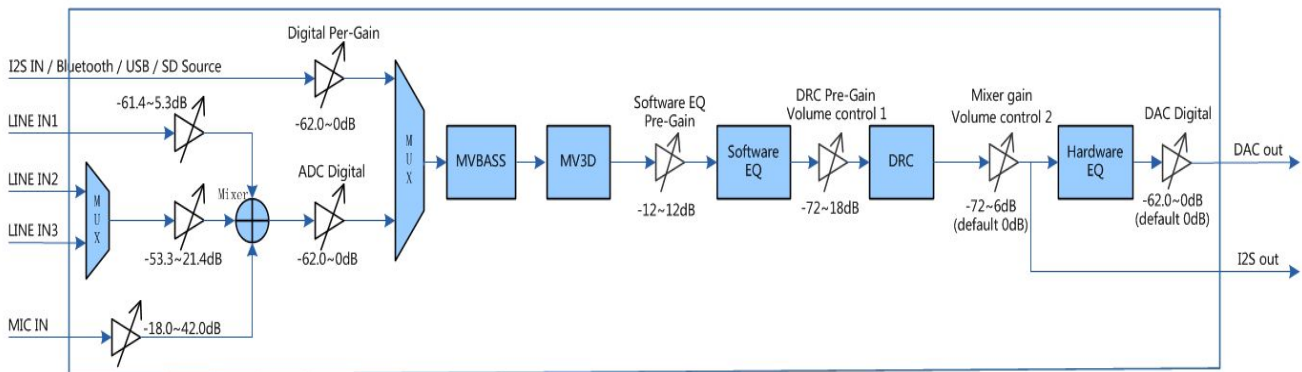 Digital Per-Gain
I2S IN / Bluetooth / USB / SD Source
-62.0~0dB
LINE IN1
-61.4~5.3dB
LINE IN2
LINE IN3
MUX
-53.3~21.4dB
Mixer
MIC IN
-18.0~42.0dB
ADC Digital
-62.0~0dB
MUX
MVBASS
MV3D
Software EQ
Pre-Gain
-12~12dB
Software
EQ
DRC Pre-Gain
Volume control 1
-72~18dB
DRC
Mixer gain
Volume control 2
-72~6dB
(default 0dB)
Hardware
EQ
DAC Digital
-62.0~0dB
(default 0dB)
DAC out
I2S out